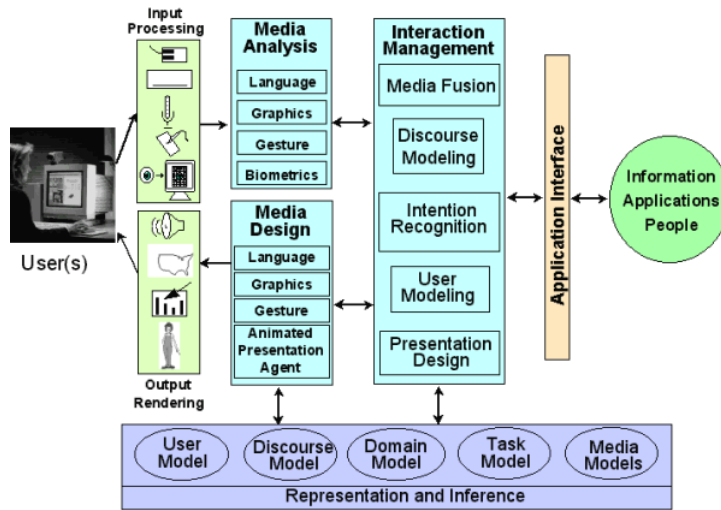 Input
Processing
Media
Analysis
Language
Graphics
Gesture
Biometrics
Interaction
Management
Media Fusion
Discourse
Modeling
Intention
Recognition
User
Modeling
Presentation
Design
Application Interface
Information
Applications
People
User(s)
Media
Design
Language
Graphics
Gesture
Animated
Presentation
Agent
Output
Rendering
User
Model
Discourse
Model
Domain
Model
Task
Model
Media
Models
Representation and Inference